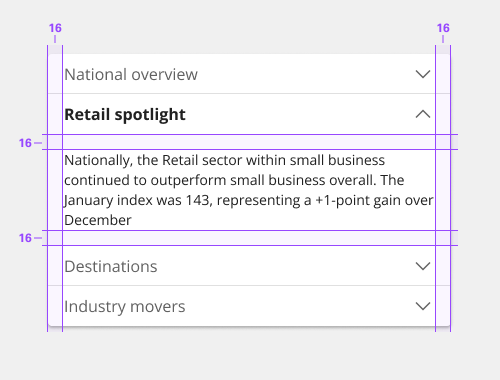 16 16
National overview
Retail spotlight
16
Nationally, the Retail sector within small business
continued to outperform small business overall. The
January index was 143, representing a +1-point gain over
December
16
Destinations
Industry movers